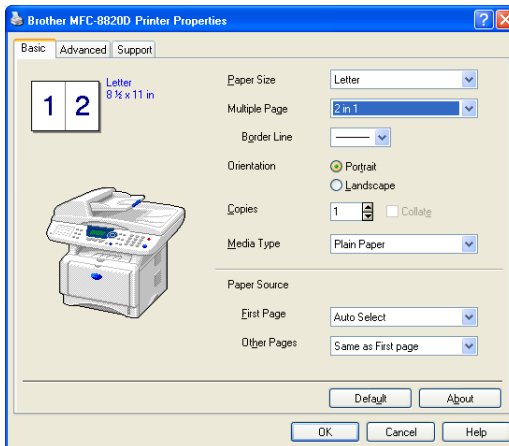 Brother MFC-8820D Printer Properties
Basic Advanced Support
1 2
Letter
8 ½ x 11 in
Paper Size Letter
Multiple Page 2 in 1
Border Line
Orientation Portrait
Landscape
Copies 1 Collate
Media Type Plain Paper
Paper Source
First Page Auto Select
Other Pages Same as First page
Default About
OK Cancel Help